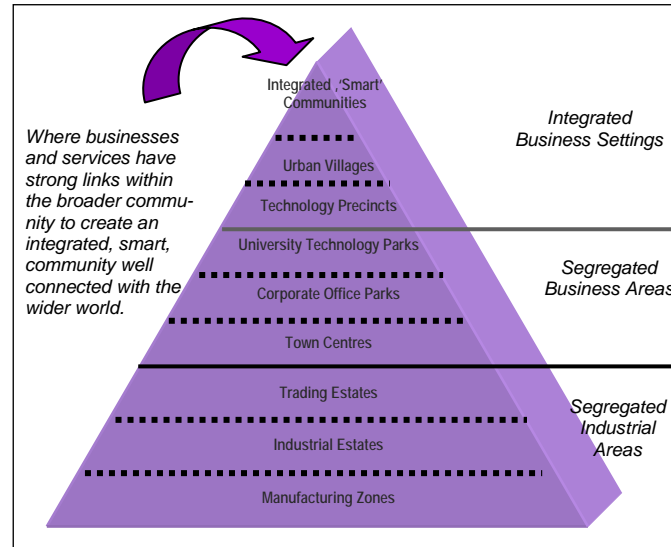 Integrated ,'Smart'
Communities
Urban Villages
Technology Precincts
University Technology Parks
Corporate Office Parks
Town Centres
Trading Estates
Industrial Estates
Manufacturing Zones
Where businesses
and services have
strong links within
the broader commu-
nity to create an
integrated, smart,
community well
connected with the
wider world.
Integrated
Business Settings
Segregated
Business Areas
Segregated
Industrial
Areas